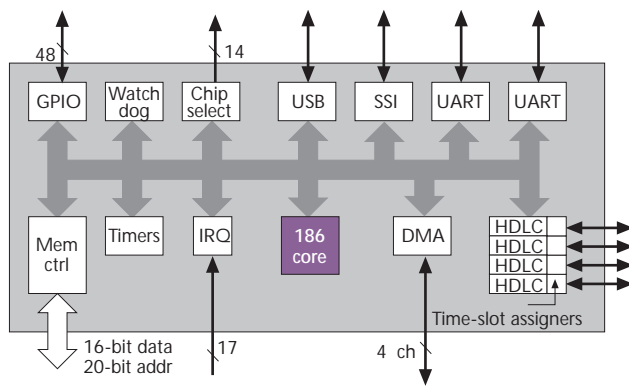 48
14
GPIO
Watch
dog
Chip
select
USB
SSI
UART
UART
Mem
ctrl
Timers
IRQ
186
core
DMA
HDLC
HDLC
HDLC
HDLC
Time-slot assigners
16-bit data
20-bit addr
17
4 ch